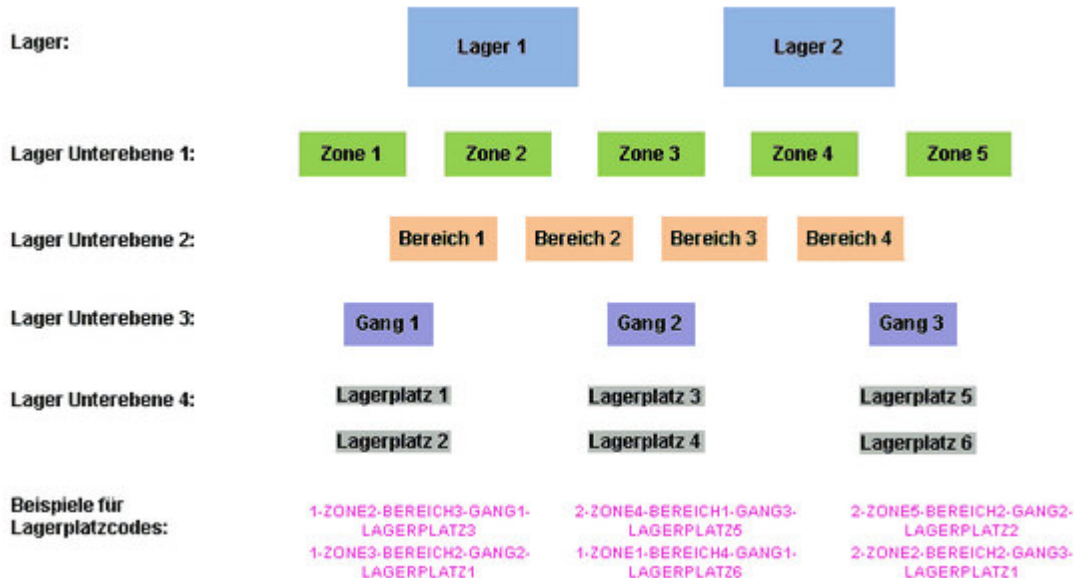 Lager:
Lager 1
Lager 2
Lager Unterebene 1:
Zone 1
Zone 2
Zone 3
Zone 4
Zone 5
Lager Unterebene 2:
Bereich 1
Bereich 2
Bereich 3
Bereich 4
Lager Unterebene 3:
Gang 1
Gang 2
Gang 3
Lager Unterebene 4:
Lagerplatz 1
Lagerplatz 3
Lagerplatz 5
Lagerplatz 2
Lagerplatz 4
Lagerplatz 6
Beispiele für
Lagerplatzcodes:
1-ZONE2-BEREICH3-GANG1-
LAGERPLATZ3
2-ZONE4-BEREICH1-GANG3-
LAGERPLATZ5
2-ZONE5-BEREICH2-GANG2-
LAGERPLATZ2
1-ZONE3-BEREICH2-GANG2-
LAGERPLATZ1
1-ZONE1-BEREICH4-GANG1-
LAGERPLATZ6
2-ZONE2-BEREICH2-GANG3-
LAGERPLATZ1